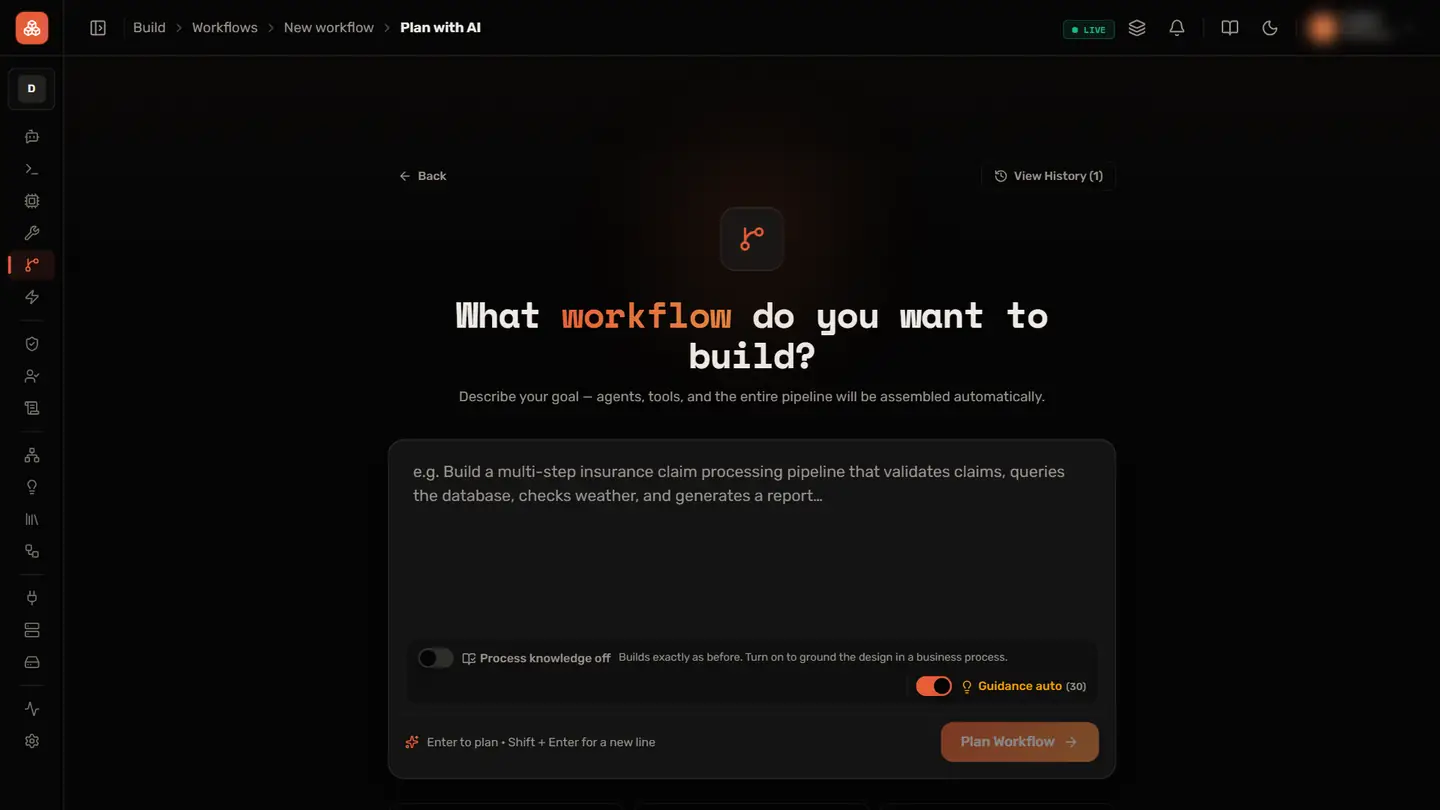 Build > Workflows > New workflow > Plan with AI
LIVE
D
Back
View History (1)
What workflow do you want to
build?
Describe your goal — agents, tools, and the entire pipeline will be assembled automatically.
e.g. Build a multi-step insurance claim processing pipeline that validates claims, queries
the database, checks weather, and generates a report…
Process knowledge off Builds exactly as before. Turn on to ground the design in a business process.
Guidance auto (30)
Enter to plan • Shift + Enter for a new line
Plan Workflow